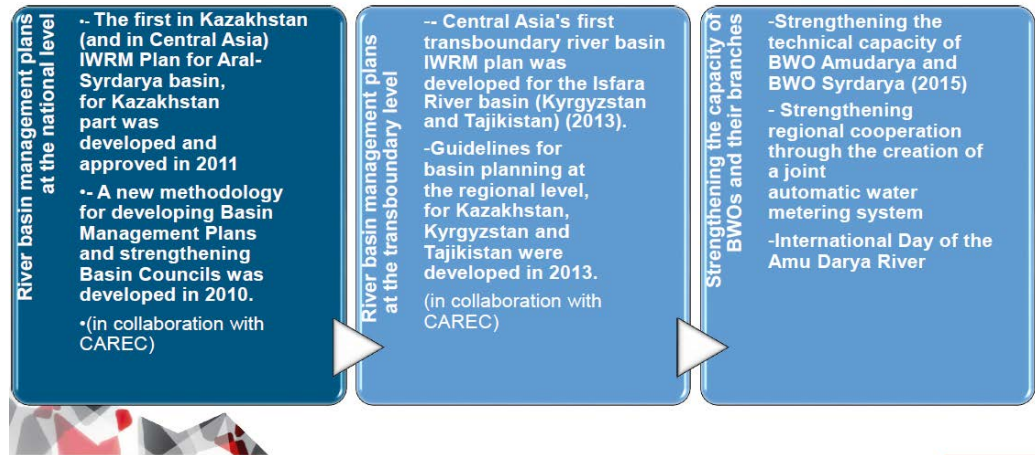 River basin management plans
at the national level
•- The first in Kazakhstan
(and in Central Asia)
IWRM Plan for Aral-
Syrdarya basin,
for Kazakhstan
part was
developed and
approved in 2011
•- A new methodology
for developing Basin
Management Plans
and strengthening
Basin Councils was
developed in 2010.
•(in collaboration with
CAREC)
River basin management plans
at the transboundary level
-- Central Asia's first
transboundary river basin
IWRM plan was
developed for the Isfara
River basin (Kyrgyzstan
and Tajikistan) (2013).
-Guidelines for
basin planning at
the regional level,
for Kazakhstan,
Kyrgyzstan and
Tajikistan were
developed in 2013.
(in collaboration with
CAREC)
Strengthening the capacity of
BWOs and their branches
-Strengthening the
technical capacity of
BWO Amudarya and
BWO Syrdarya (2015)
- Strengthening
regional cooperation
through the creation of
a joint
automatic water
metering system
-International Day of the
Amu Darya River